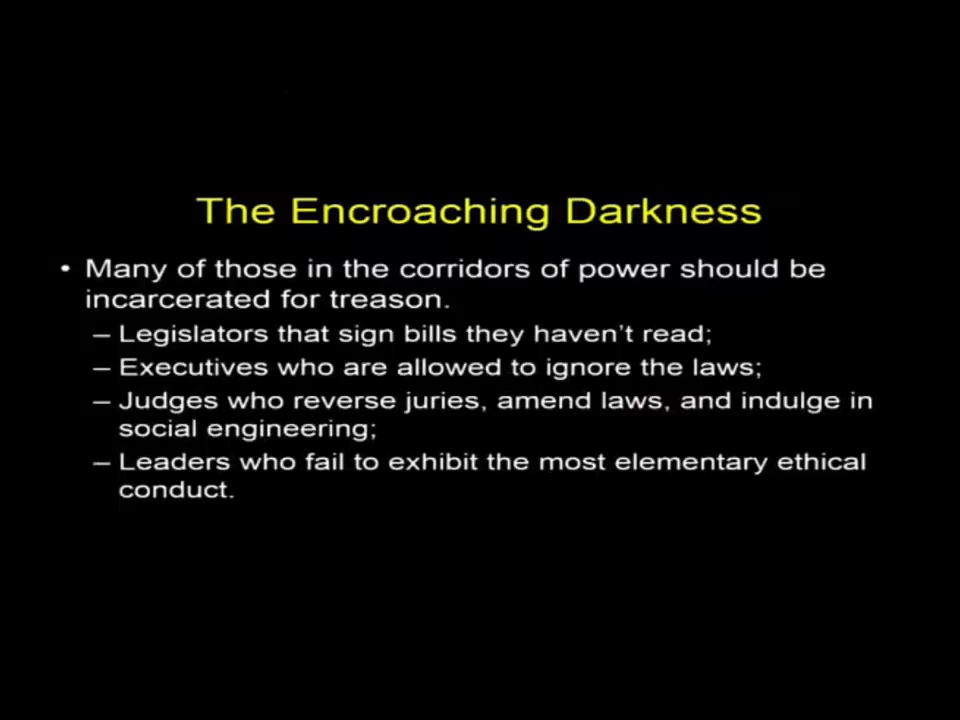 The Encroaching Darkness
• Many of those in the corridors of power should be
incarcerated for treason.
– Legislators that sign bills they haven't read;
– Executives who are allowed to ignore the laws;
– Judges who reverse juries, amend laws, and indulge in
social engineering;
– Leaders who fail to exhibit the most elementary ethical
conduct.